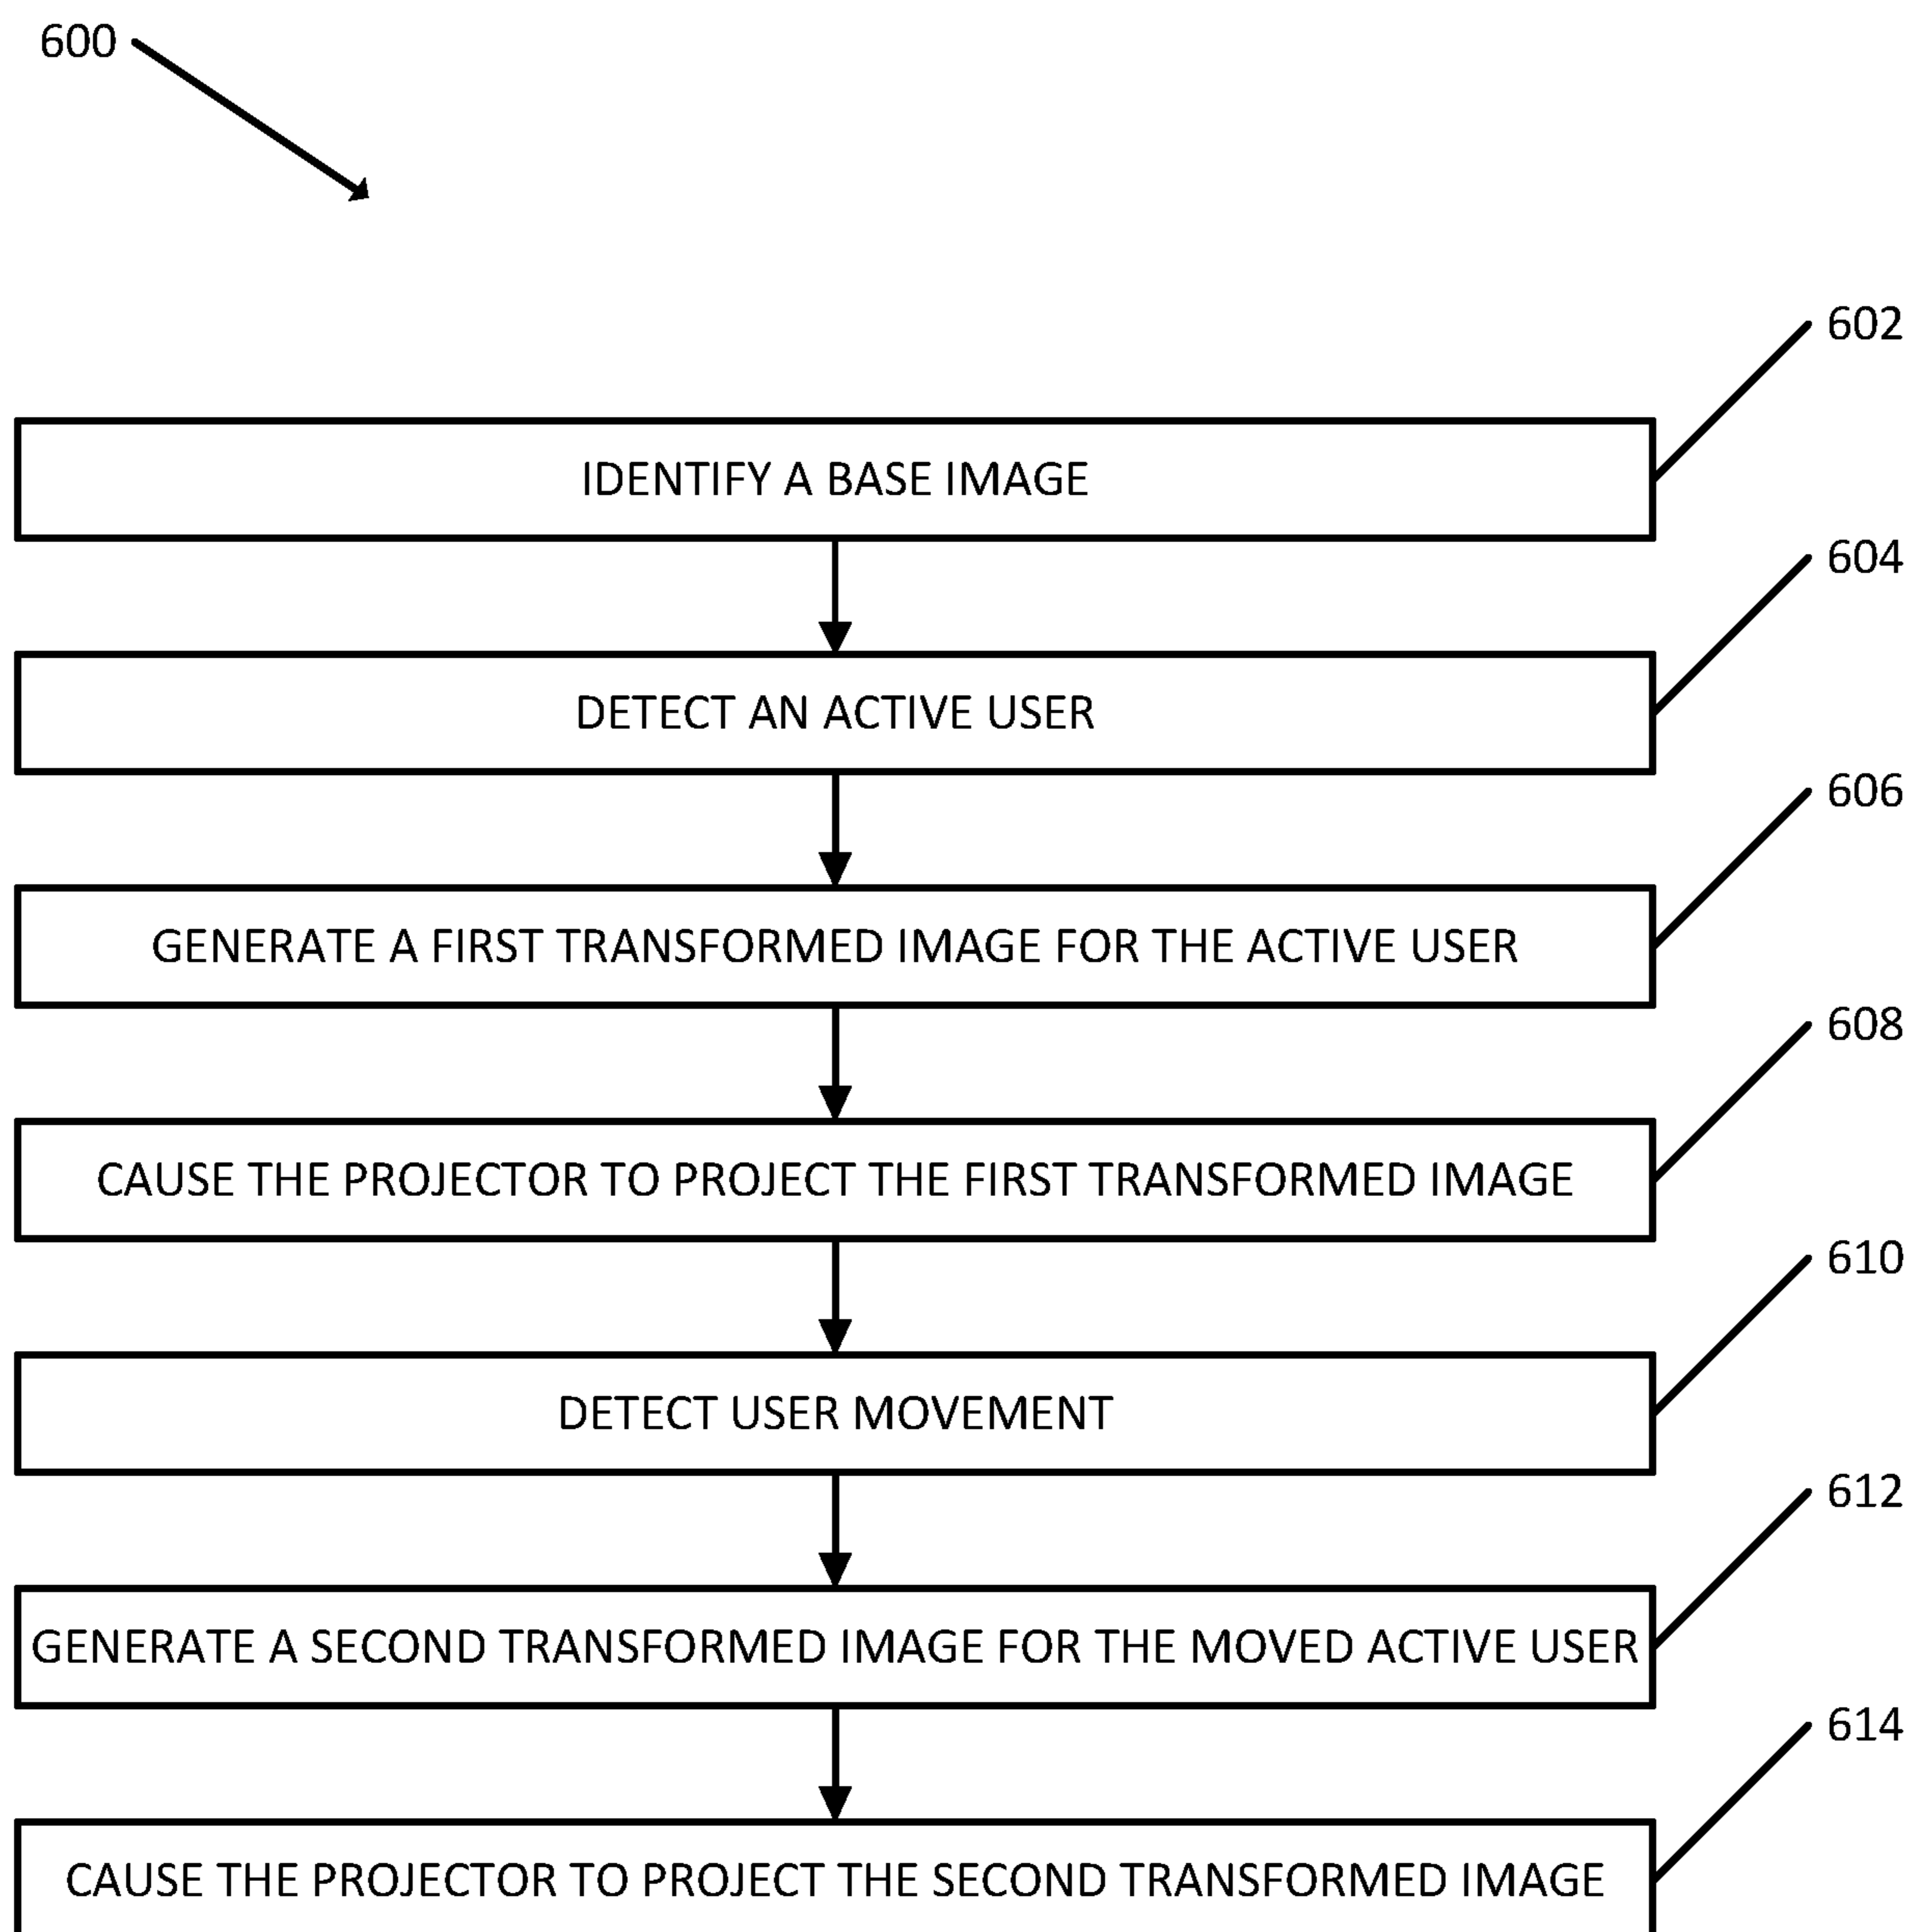 600
602
IDENTIFY A BASE IMAGE
604
DETECT AN ACTIVE USER
606
GENERATE A FIRST TRANSFORMED IMAGE FOR THE ACTIVE USER
608
CAUSE THE PROJECTOR TO PROJECT THE FIRST TRANSFORMED IMAGE
610
DETECT USER MOVEMENT
612
GENERATE A SECOND TRANSFORMED IMAGE FOR THE MOVED ACTIVE USER
614
CAUSE THE PROJECTOR TO PROJECT THE SECOND TRANSFORMED IMAGE